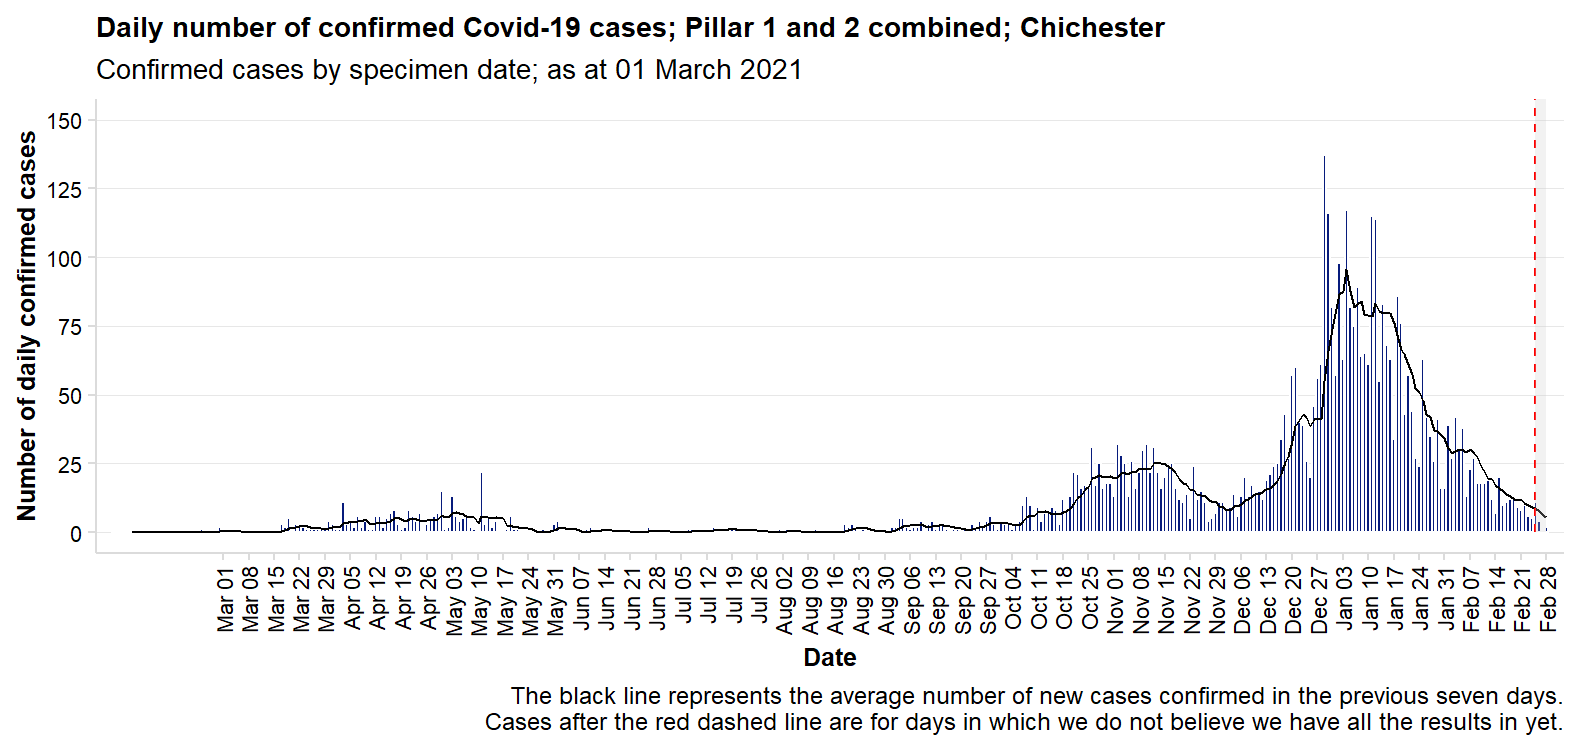 Daily number of confirmed Covid-19 cases; Pillar 1 and 2 combined; Chichester
Confirmed cases by specimen date; as at 01 March 2021
Number of daily confirmed cases
150
125
100
75
50
25
0
Mar 01
Mar 08
Mar 15
Mar 22
Mar 29
Apr 05
Apr 12
Apr 19
Apr 26
May 03
May 10
May 17
May 24
May 31
Jun 07
Jun 14
Jun 21
Jun 28
Jul 05
Jul 12
Jul 19
Jul 26
Aug 02
Aug 09
Aug 16
Aug 23
Aug 30
Sep 06
Sep 13
Sep 20
Sep 27
Oct 04
Oct 11
Oct 18
Oct 25
Nov 01
Nov 08
Nov 15
Nov 22
Nov 29
Dec 06
Dec 13
Dec 20
Dec 27
Jan 03
Jan 10
Jan 17
Jan 24
Jan 31
Feb 07
Feb 14
Feb 21
Feb 28
Date
The black line represents the average number of new cases confirmed in the previous seven days.
Cases after the red dashed line are for days in which we do not believe we have all the results in yet.